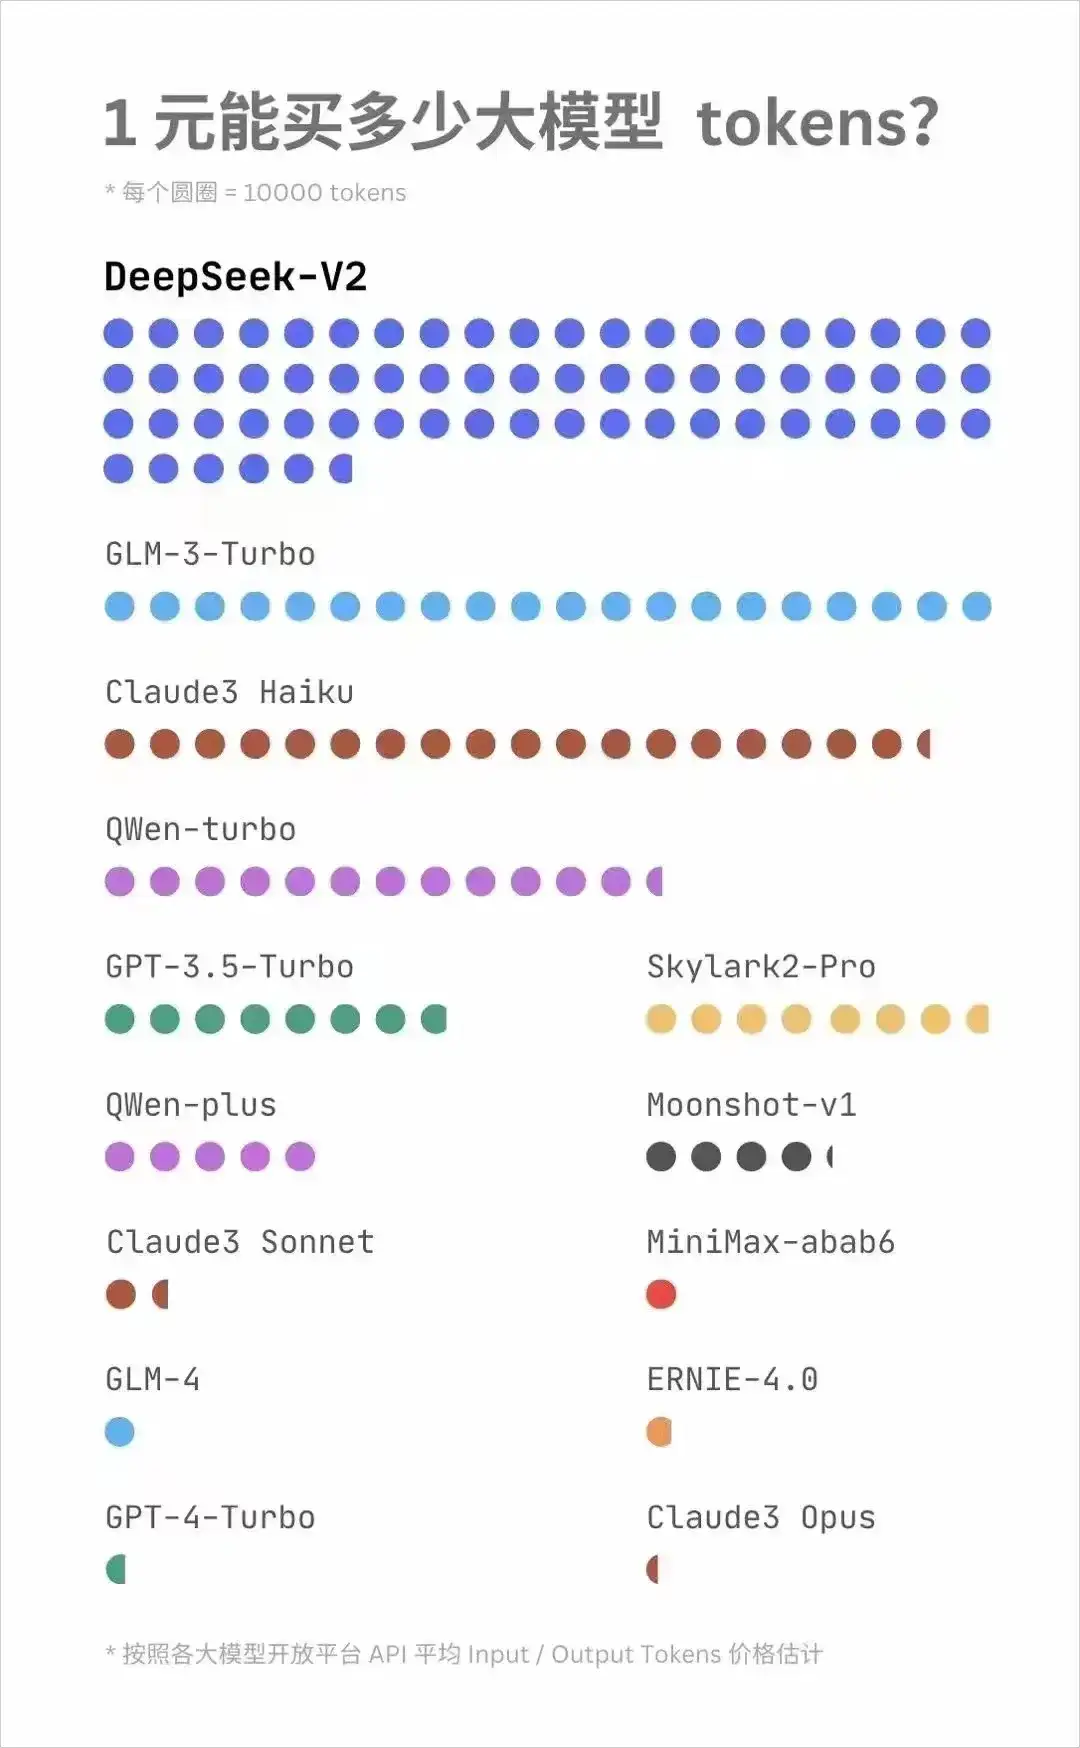 1 元能买多少大模型 tokens?
* 每个圆圈 = 10000 tokens
DeepSeek-V2
GLM-3-Turbo
Claude3 Haiku
QWen-turbo
GPT-3.5-Turbo
Skylark2-Pro
QWen-plus
Moonshot-v1
Claude3 Sonnet
MiniMax-abab6
GLM-4
ERNIE-4.0
GPT-4-Turbo
Claude3 Opus
* 按照各大模型开放平台 API 平均 Input / Output Tokens 价格估计